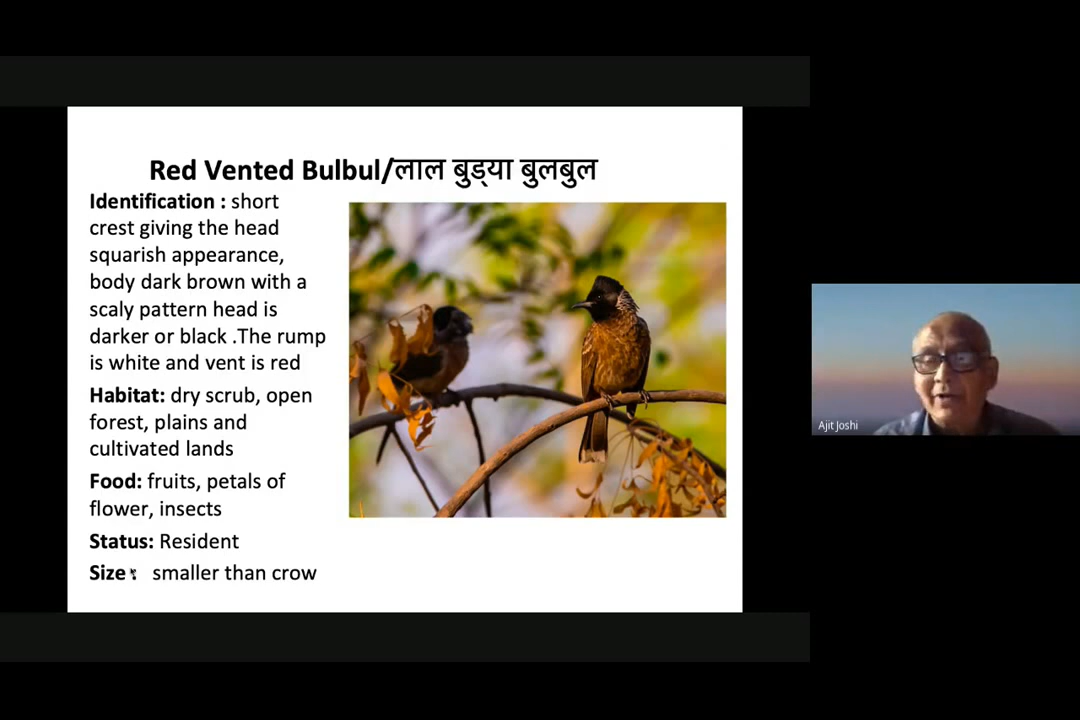 Red Vented Bulbul/लाल बुड्या बुलबुल
Identification : short
crest giving the head
squarish appearance,
body dark brown with a
scaly pattern head is
darker or black .The rump
is white and vent is red
Habitat: dry scrub, open
forest, plains and
cultivated lands
Food: fruits, petals of
flower, insects
Status: Resident
Size : smaller than crow
Ajit Joshi